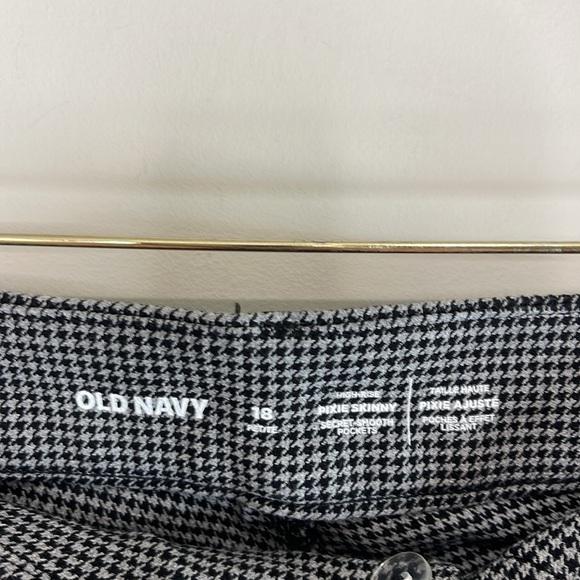 OLD NAVY
18
PETITE
HIGH-RISE
PIXIE SKINNY
SECRET-SMOOTH
POCKETS
TAILLE HAUTE
PIXIE AJUSTÉ
POCHES À EFFET
LISSANT